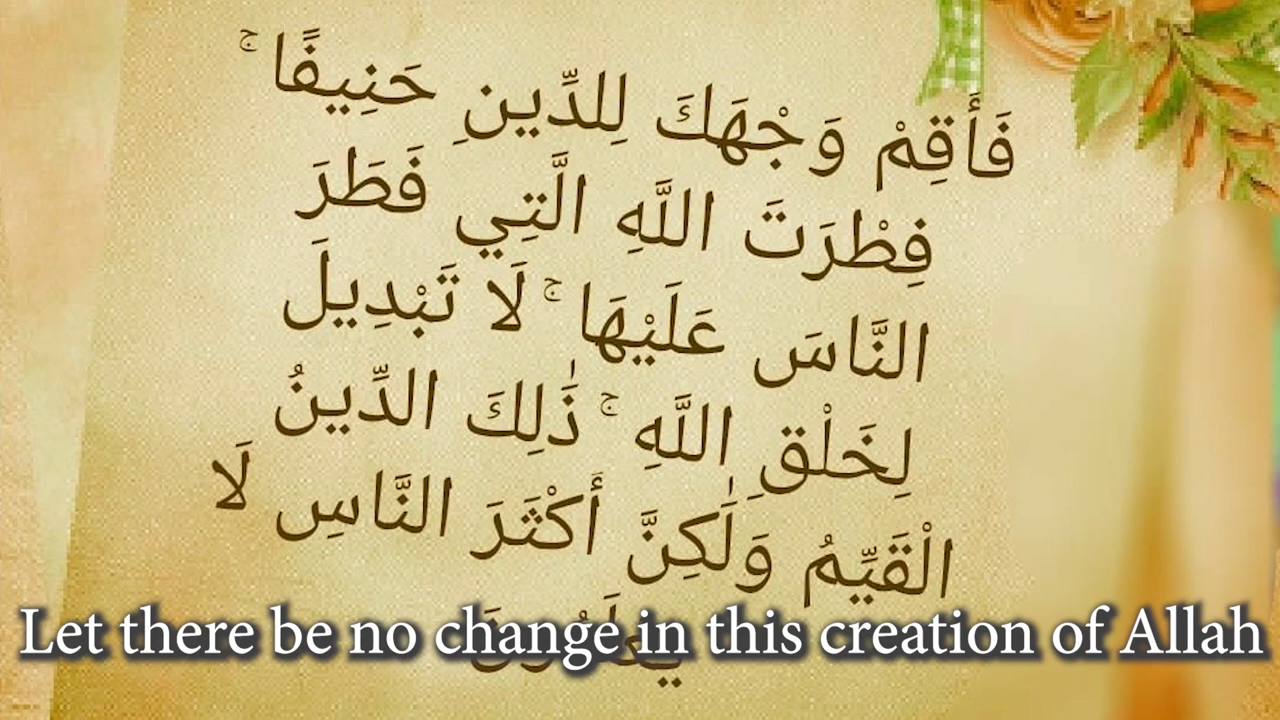 فَأَقِمْ وَجْهَكَ لِلدِّينِ حَنِيفًا ۚ
فِطْرَتَ اللَّهِ الَّتِي فَطَرَ
النَّاسَ عَلَيْهَا ۚ لَا تَبْدِيلَ
لِخَلْقِ اللَّهِ ۚ ذَٰلِكَ الدِّينُ
الْقَيِّمُ وَلَٰكِنَّ أَكْثَرَ النَّاسِ لَا
Let there be no change in this creation of Allah